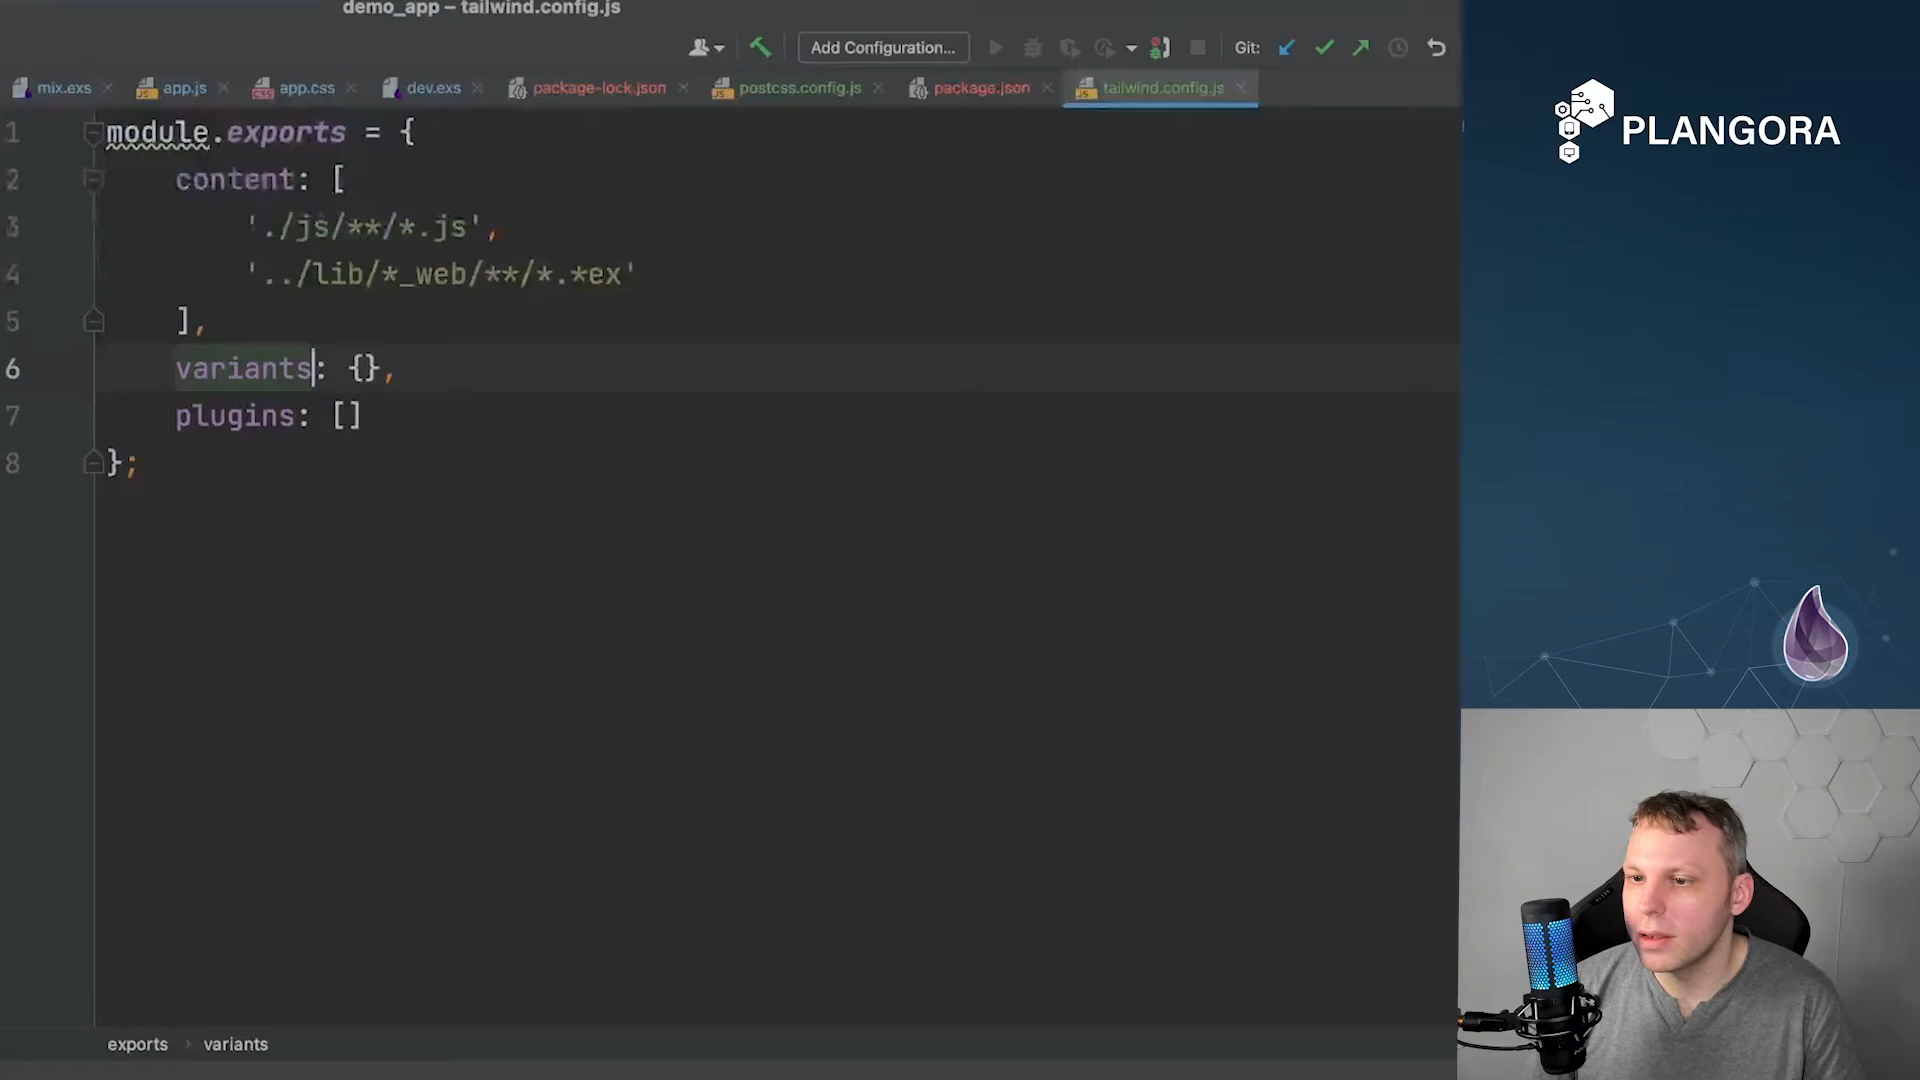 demo_app – tailwind.config.js
Add Configuration...
Git:
mix.exs app.js app.css dev.exs package-lock.json postcss.config.js package.json tailwind.config.js
1 module.exports = {
2 content: [
3 './js/**/*.js',
4 '../lib/*_web/**/*.*ex'
5 ],
6 variants: {},
7 plugins: []
8 };
exports › variants
PLANGORA